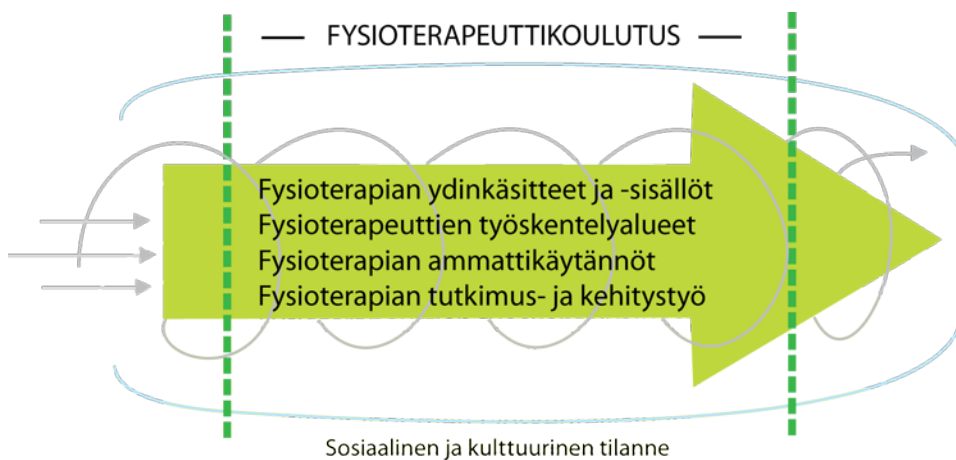 — FYSIOTERAPEUTTIKOULUTUS —
Fysioterapian ydinkäsitteet ja -sisällöt
Fysioterapeuttien työskentelyalueet
Fysioterapian ammattikäytännöt
Fysioterapian tutkimus- ja kehitystyö
Sosiaalinen ja kulttuurinen tilanne